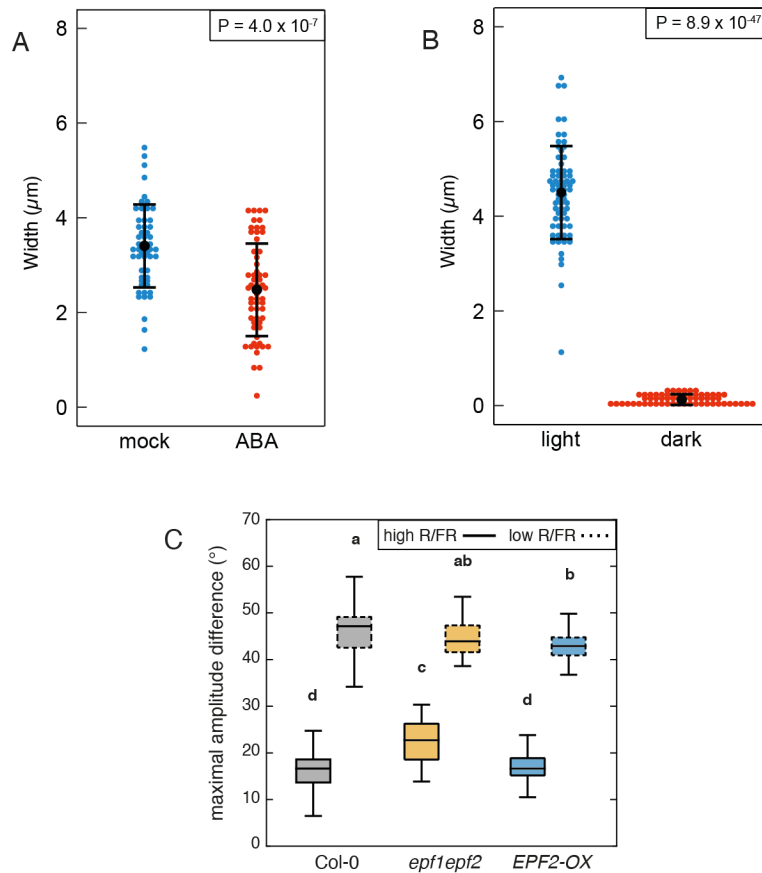 A
P = 4.0 x 10-7
8
6
4
2
0
Width (µm)
mock ABA
B
P = 8.9 x 10-47
8
6
4
2
0
Width (µm)
light dark
C
high R/FR low R/FR
70
60
50
40
30
20
10
0
maximal amplitude difference (°)
a
ab
b
c
d
d
Col-0 epf1epf2 EPF2-OX